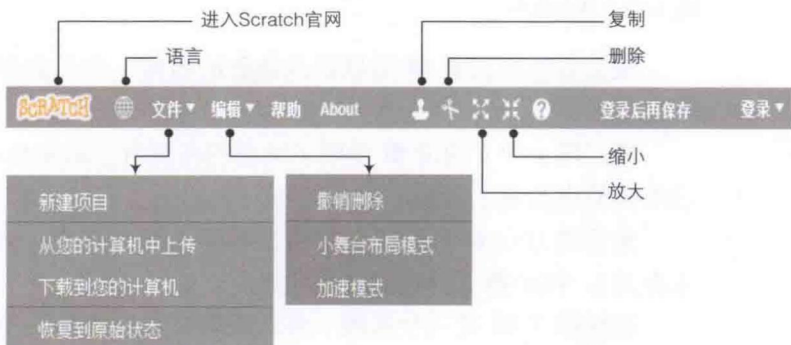 进入Scratch官网
复制
语言
删除
SCRATCH 文件 编辑 帮助 About 登录后再保存 登录
缩小
放大
新建项目
从您的计算机中上传
下载到您的计算机
恢复到原始状态
撤销删除
小舞台布局模式
加速模式